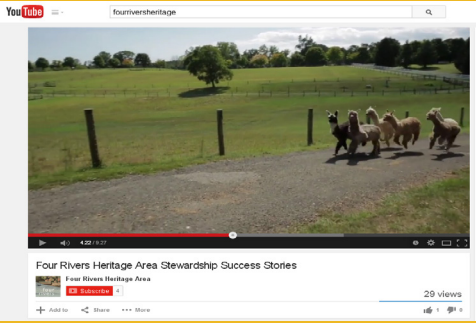 YouTube
fourriversheritage
4:22 / 9:27
Four Rivers Heritage Area Stewardship Success Stories
Four Rivers Heritage Area
Subscribe 4
29 views
Add to Share More
1 0